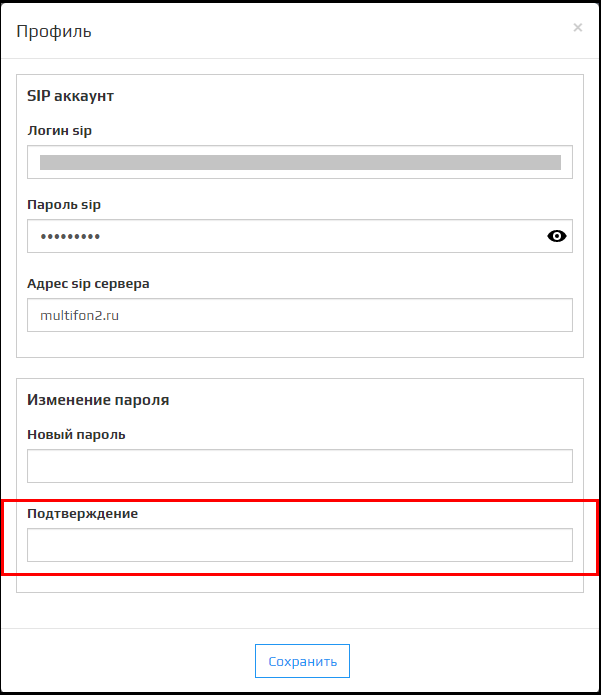 Профиль
×
SIP аккаунт
Логин sip
Пароль sip
•••••••••
Адрес sip сервера
multifon2.ru
Изменение пароля
Новый пароль
Подтверждение
Сохранить